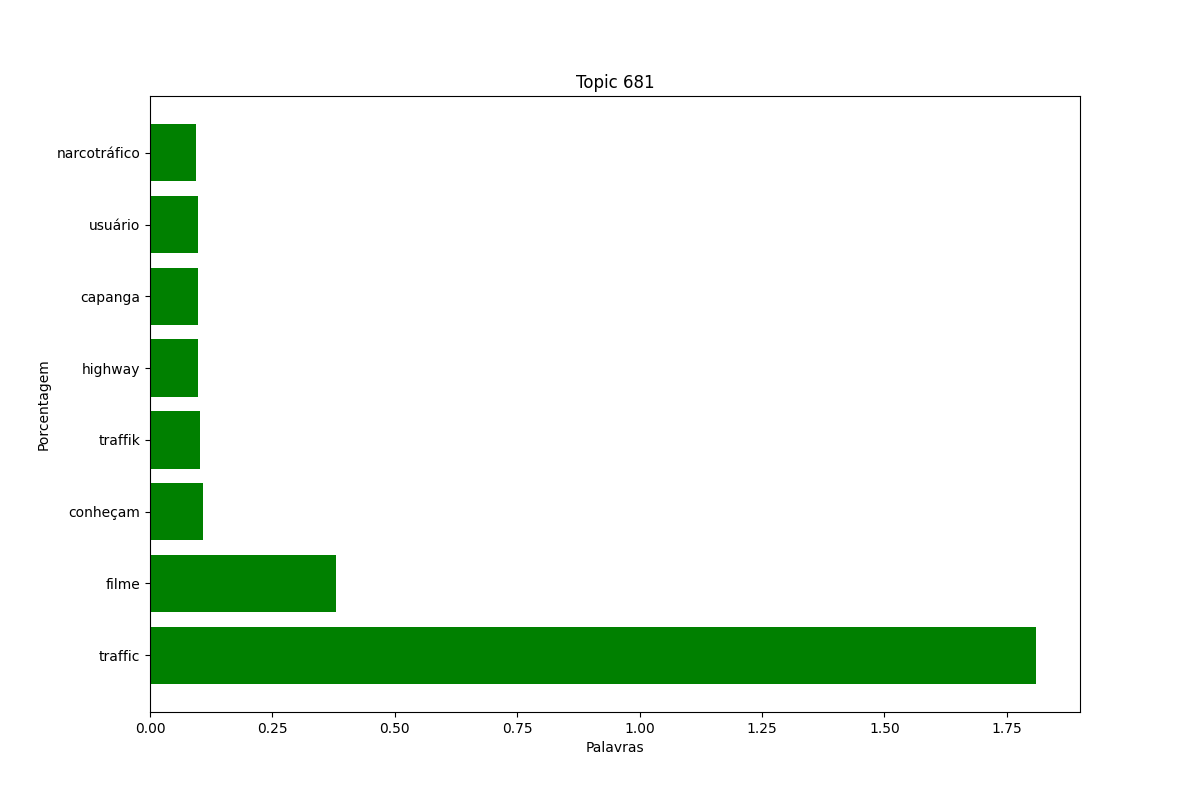 Topic 681
narcotráfico
usuário
capanga
highway
traffik
conheçam
filme
traffic
Porcentagem
0.00 0.25 0.50 0.75 1.00 1.25 1.50 1.75
Palavras